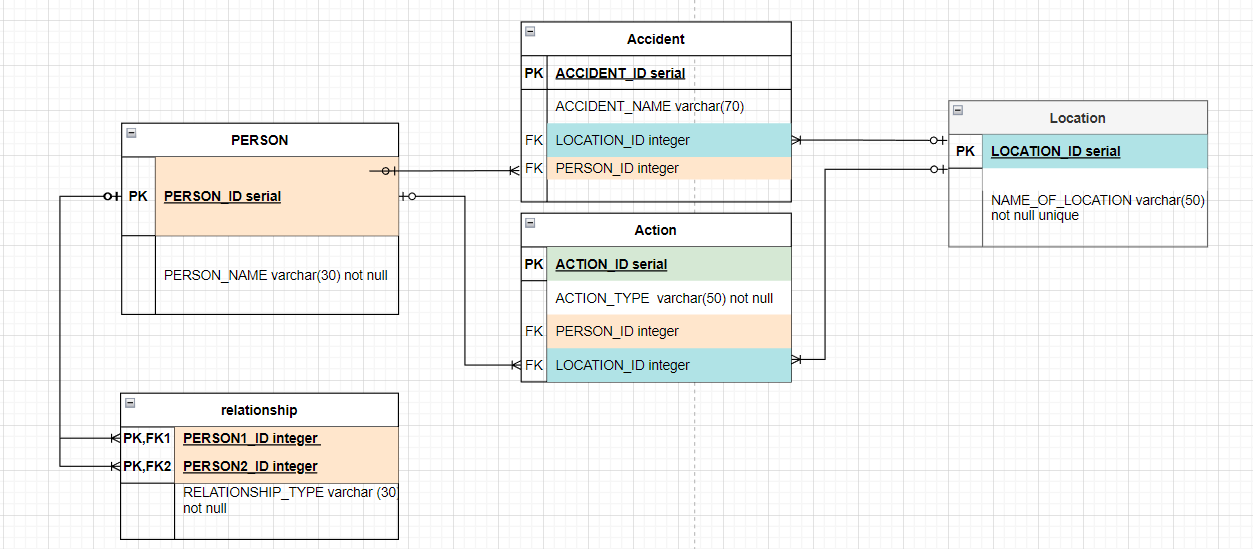 Accident
PK ACCIDENT_ID serial
ACCIDENT_NAME varchar(70)
FK LOCATION_ID integer
FK PERSON_ID integer
PERSON
PK PERSON_ID serial
PERSON_NAME varchar(30) not null
Location
PK LOCATION_ID serial
NAME_OF_LOCATION varchar(50)
not null unique
Action
PK ACTION_ID serial
ACTION_TYPE varchar(50) not null
FK PERSON_ID integer
FK LOCATION_ID integer
relationship
PK,FK1 PERSON1_ID integer
PK,FK2 PERSON2_ID integer
RELATIONSHIP_TYPE varchar (30)
not null